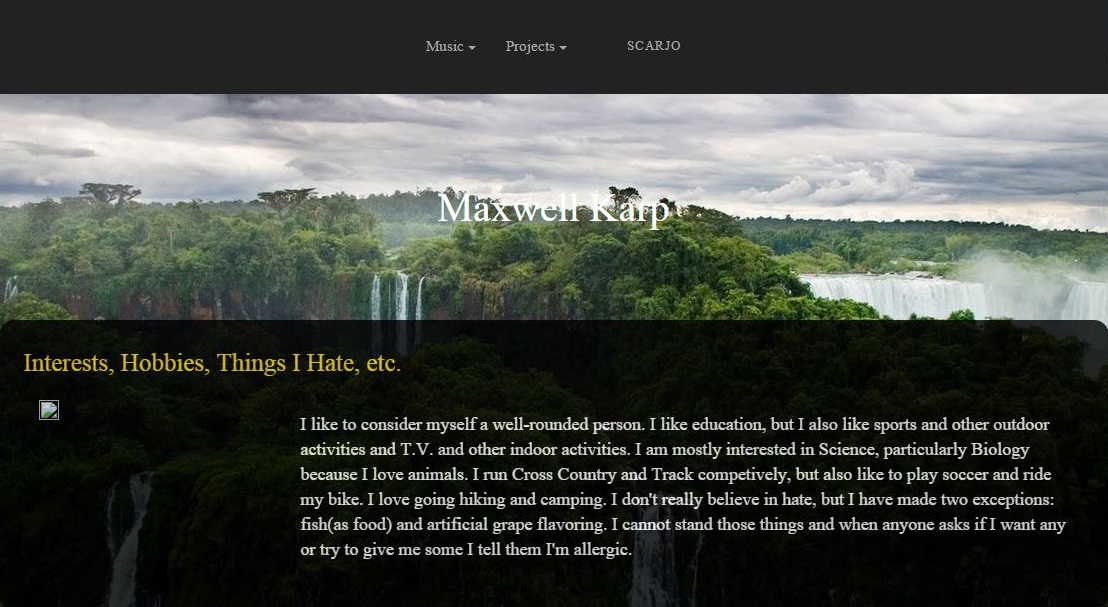 Music Projects SCARJO
Maxwell Karp
Interests, Hobbies, Things I Hate, etc.
I like to consider myself a well-rounded person. I like education, but I also like sports and other outdoor
activities and T.V. and other indoor activities. I am mostly interested in Science, particularly Biology
because I love animals. I run Cross Country and Track competively, but also like to play soccer and ride
my bike. I love going hiking and camping. I don't really believe in hate, but I have made two exceptions:
fish(as food) and artificial grape flavoring. I cannot stand those things and when anyone asks if I want any
or try to give me some I tell them I'm allergic.